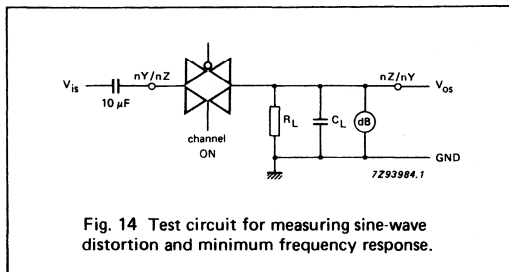 nY/nZ
nZ/nY
V_is
V_os
10 µF
R_L
C_L
dB
channel
ON
GND
7Z93984.1
Fig. 14 Test circuit for measuring sine-wave
distortion and minimum frequency response.